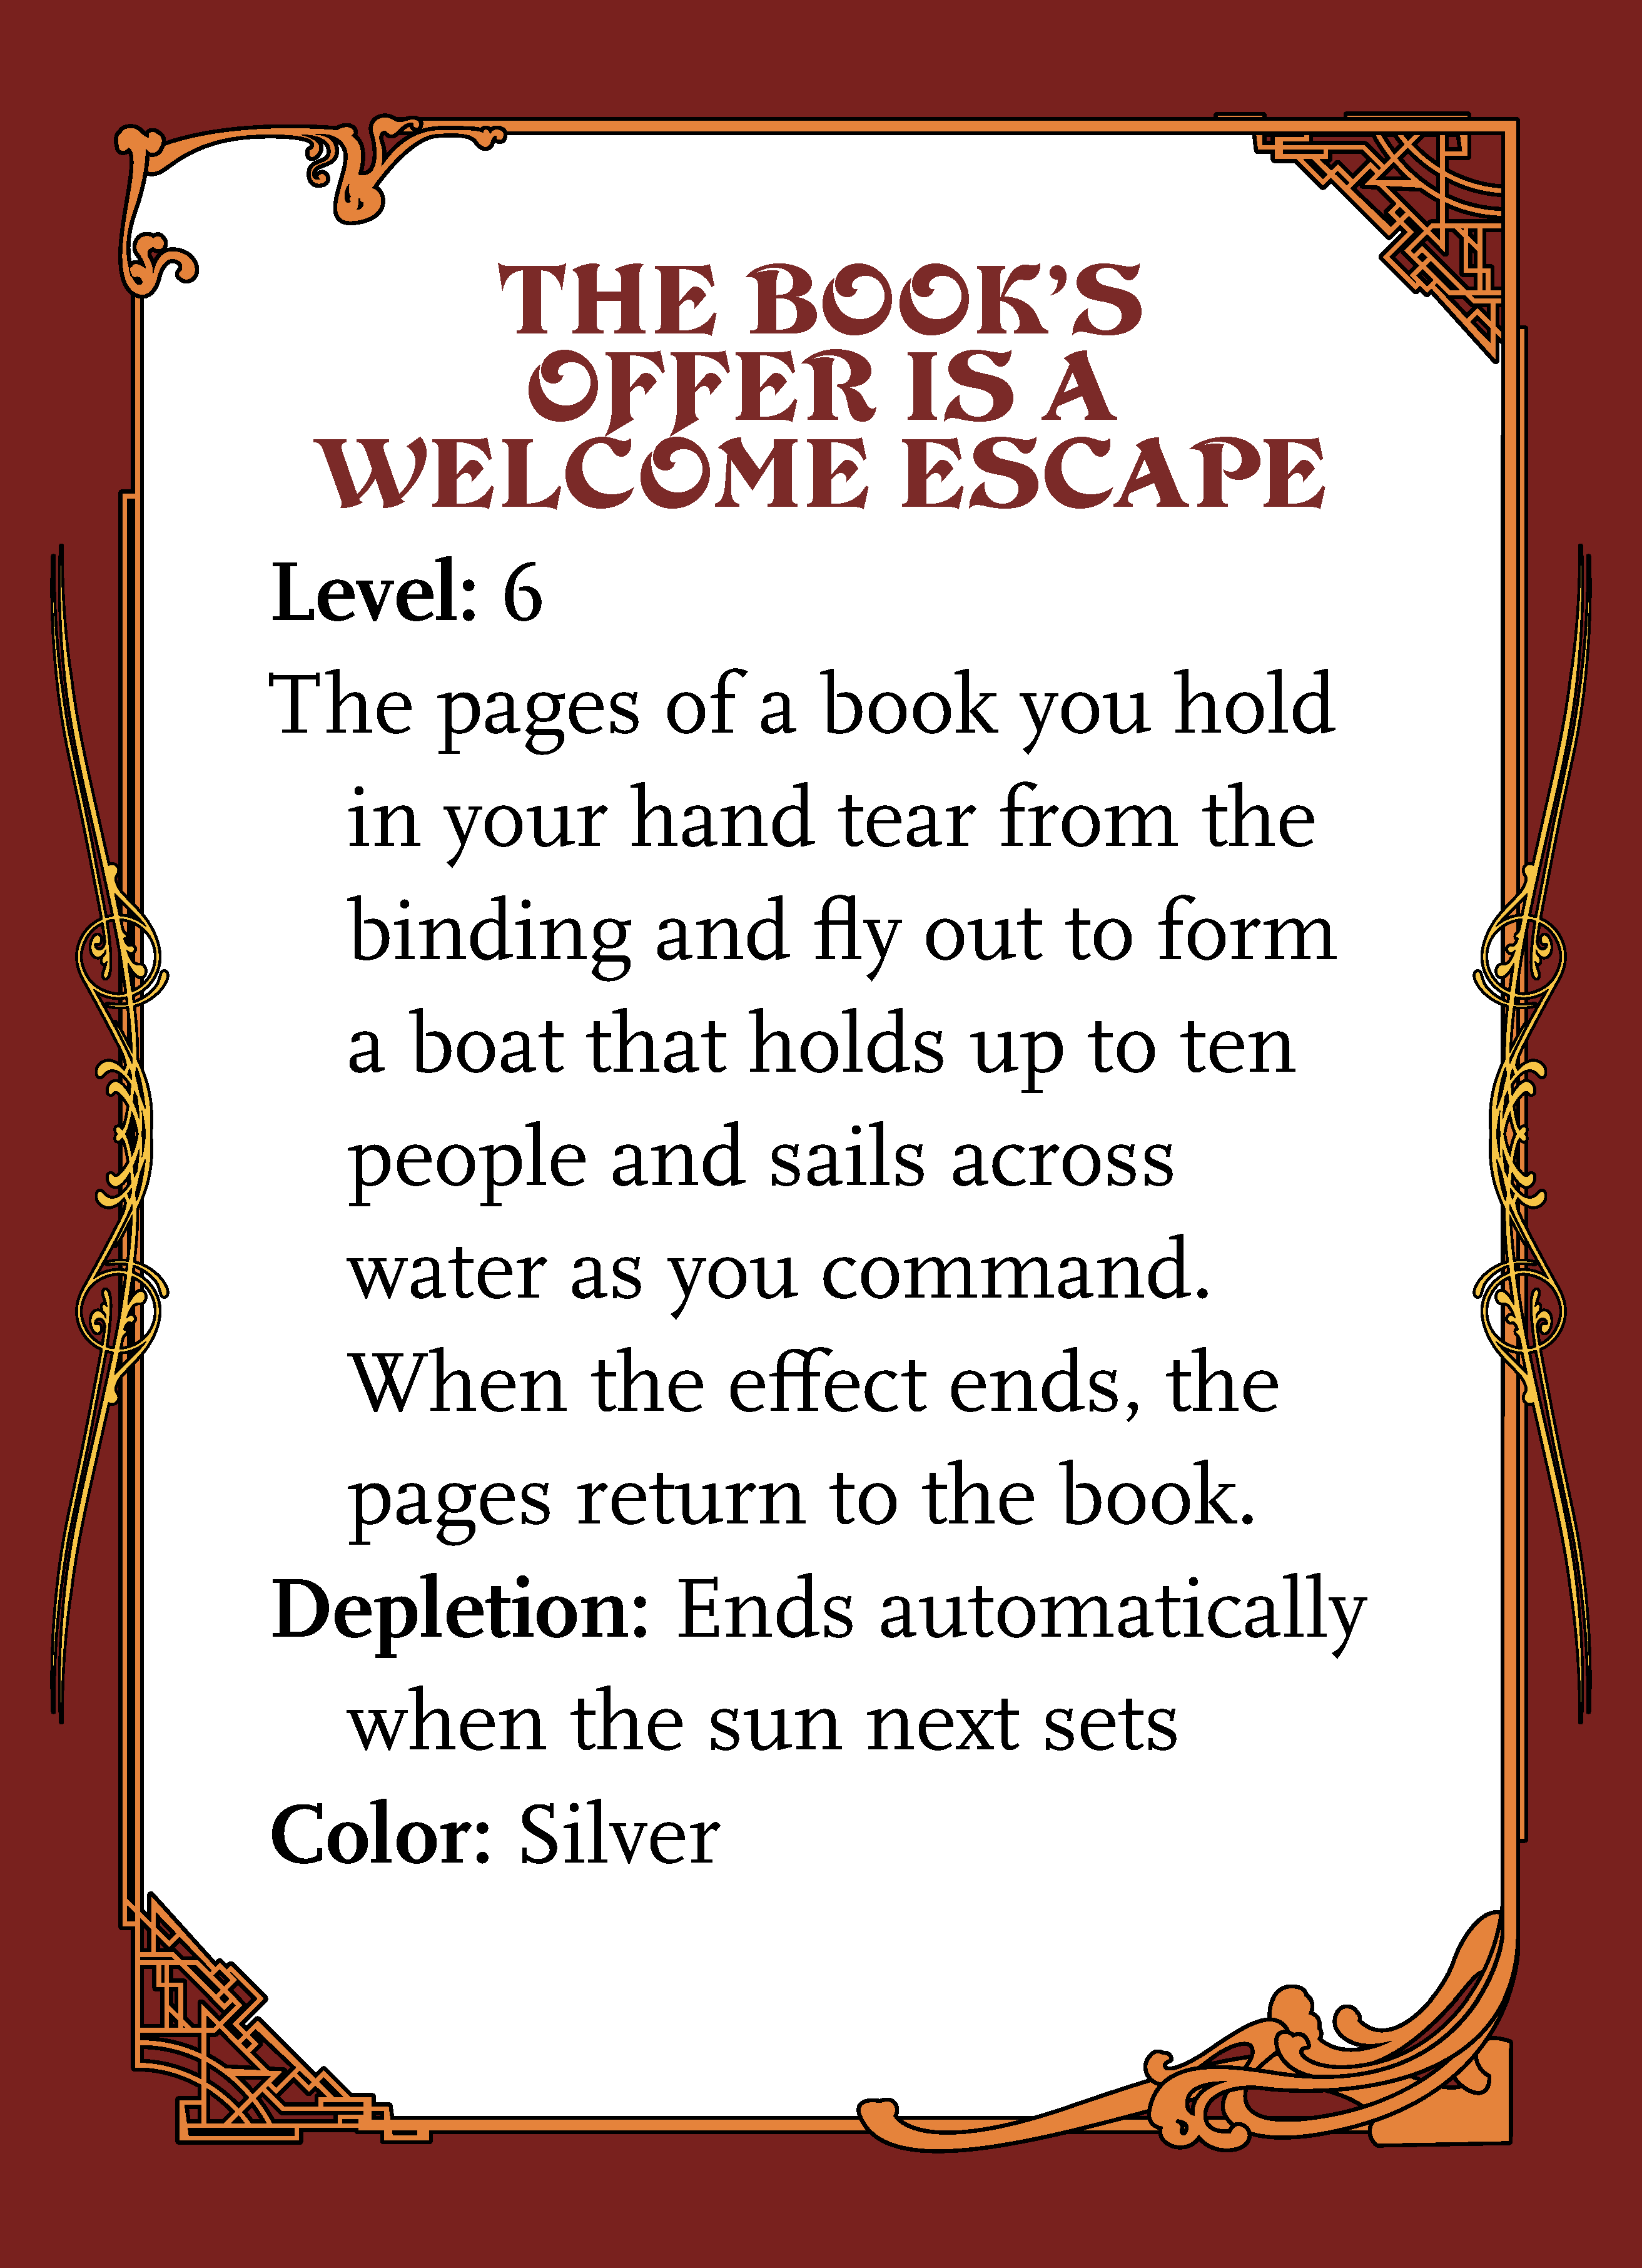 THE BOOK’S
OFFER IS A
WELCOME ESCAPE
Level: 6
The pages of a book you hold
in your hand tear from the
binding and fly out to form
a boat that holds up to ten
people and sails across
water as you command.
When the effect ends, the
pages return to the book.
Depletion: Ends automatically
when the sun next sets
Color: Silver